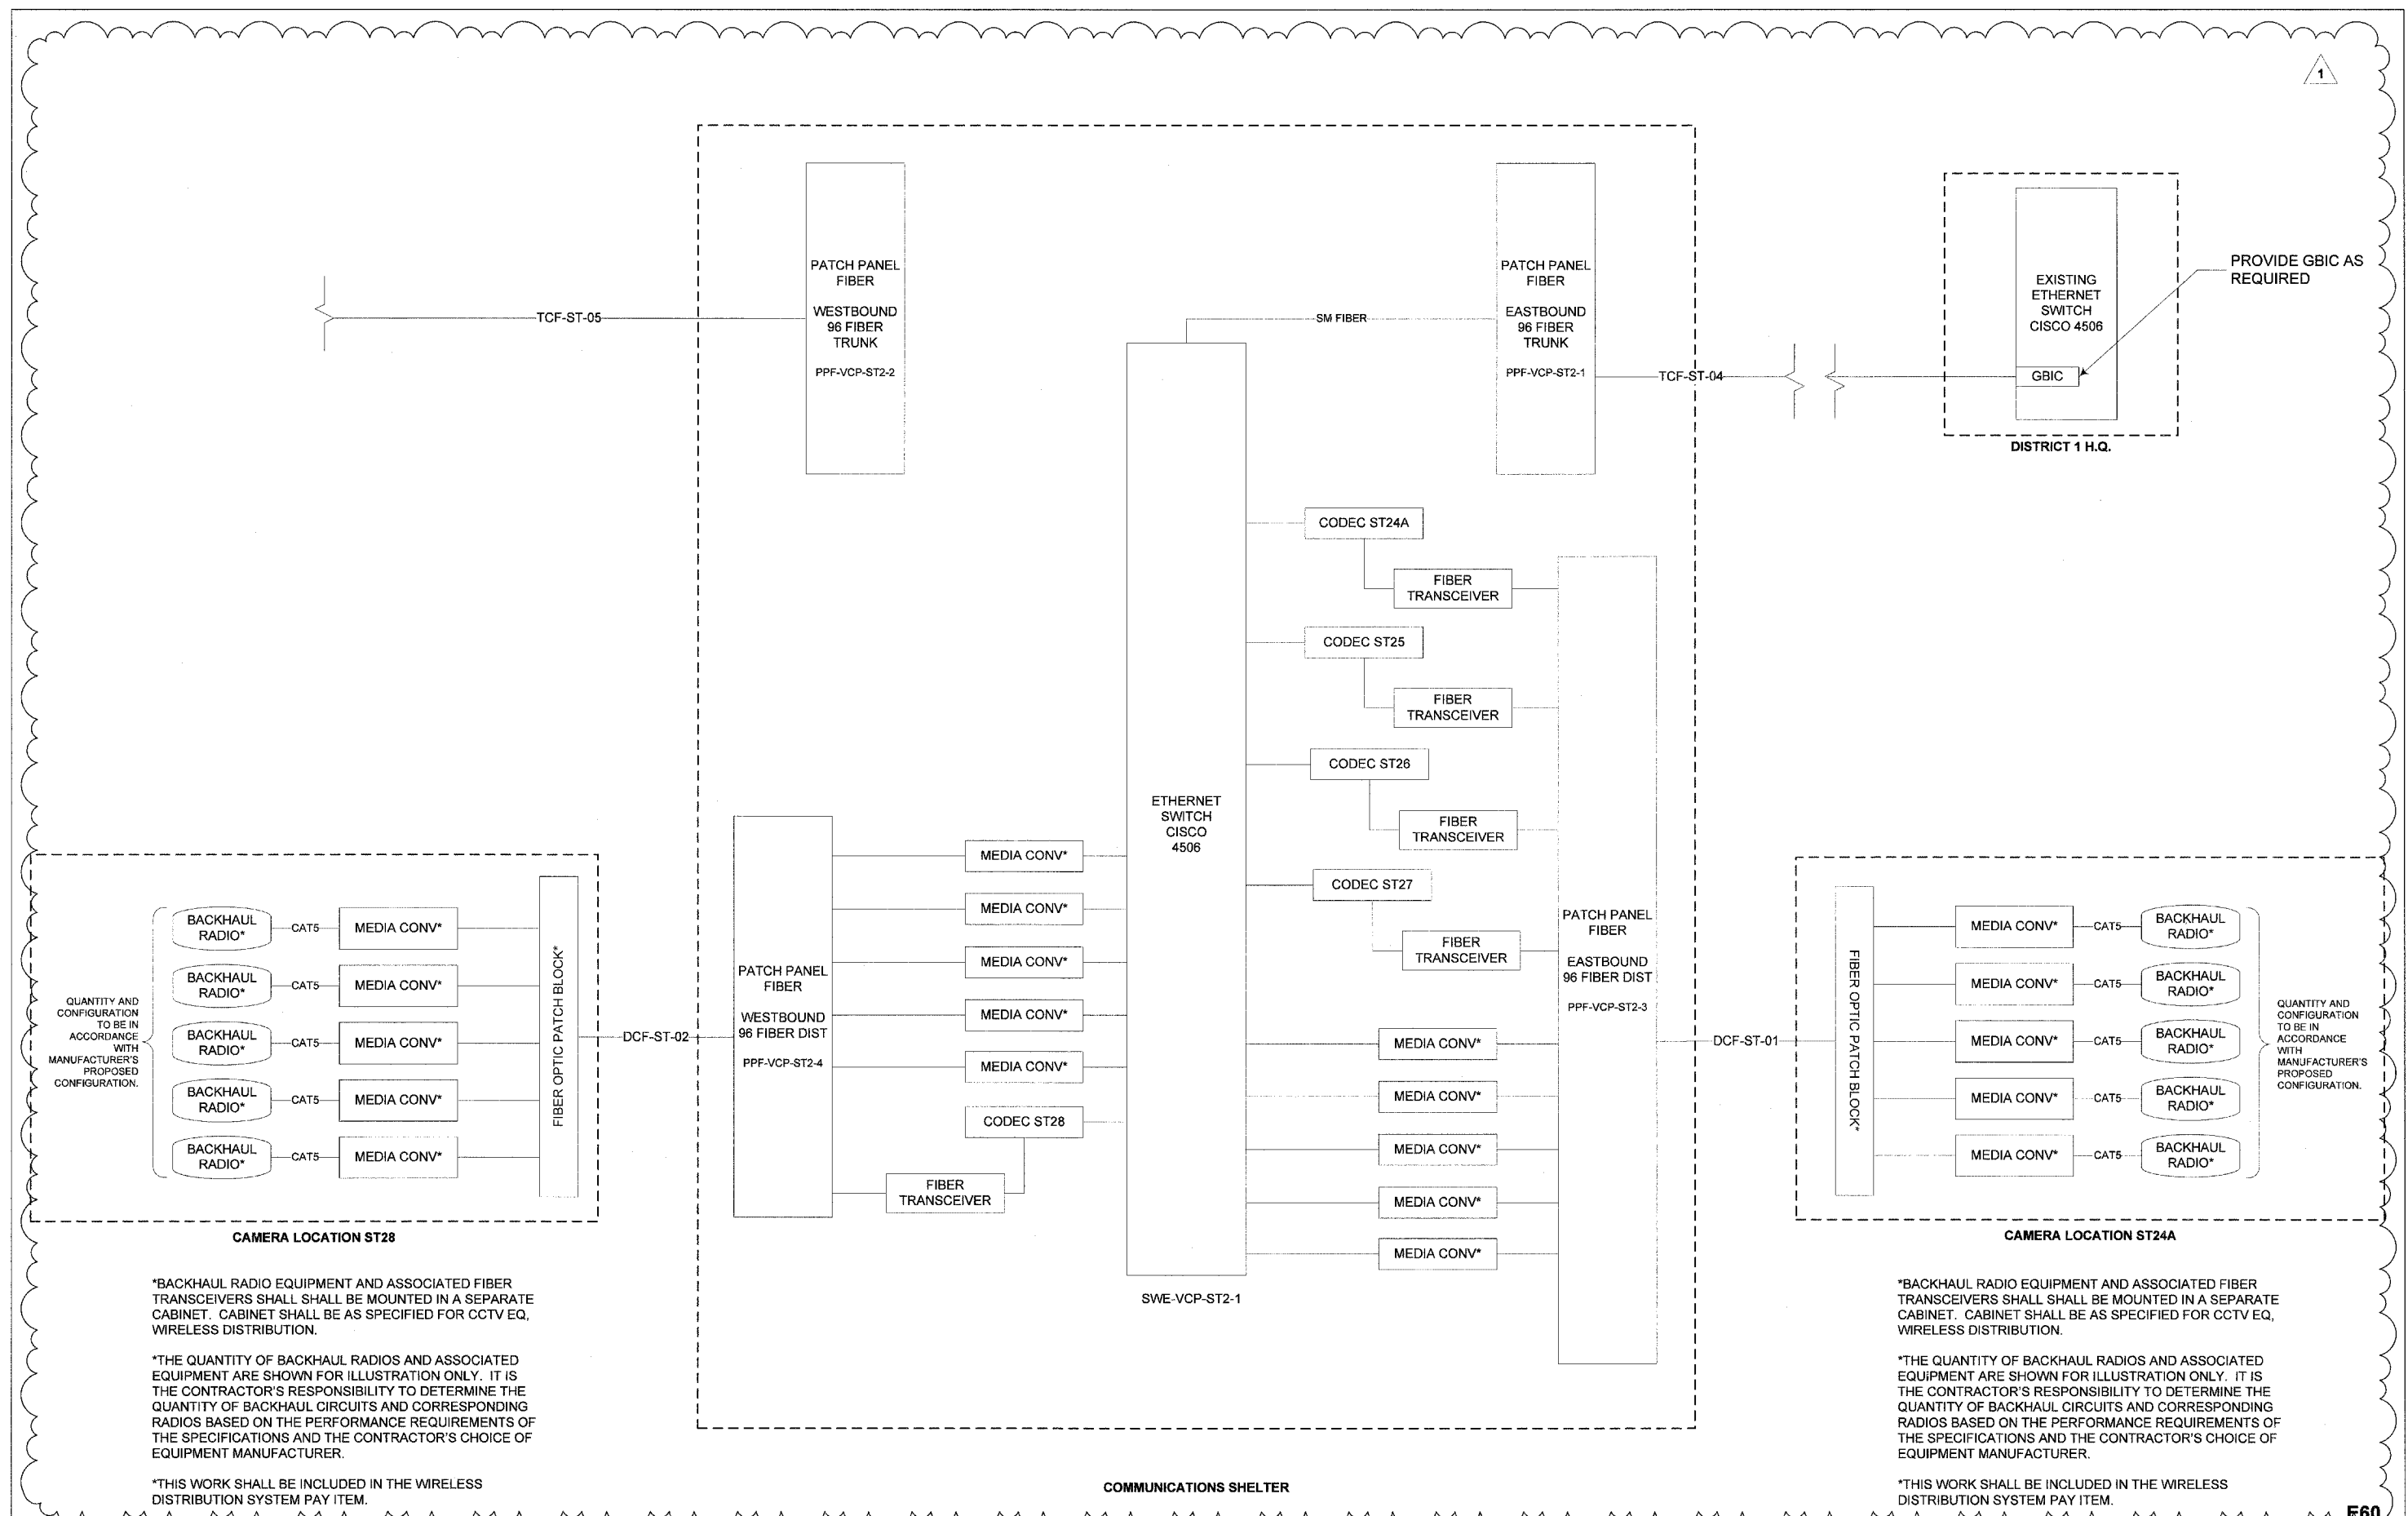 1
PATCH PANEL
FIBER
WESTBOUND
96 FIBER
TRUNK
PPF-VCP-ST2-2
TCF-ST-05
SM FIBER
PATCH PANEL
FIBER
EASTBOUND
96 FIBER
TRUNK
PPF-VCP-ST2-1
TCF-ST-04
EXISTING
ETHERNET
SWITCH
CISCO 4506
GBIC
PROVIDE GBIC AS
REQUIRED
DISTRICT 1 H.Q.
CODEC ST24A
FIBER
TRANSCEIVER
CODEC ST25
FIBER
TRANSCEIVER
CODEC ST26
FIBER
TRANSCEIVER
CODEC ST27
FIBER
TRANSCEIVER
ETHERNET
SWITCH
CISCO
4506
SWE-VCP-ST2-1
PATCH PANEL
FIBER
EASTBOUND
96 FIBER DIST
PPF-VCP-ST2-3
MEDIA CONV*
MEDIA CONV*
MEDIA CONV*
MEDIA CONV*
MEDIA CONV*
PATCH PANEL
FIBER
WESTBOUND
96 FIBER DIST
PPF-VCP-ST2-4
MEDIA CONV*
MEDIA CONV*
MEDIA CONV*
MEDIA CONV*
MEDIA CONV*
CODEC ST28
FIBER
TRANSCEIVER
DCF-ST-02
QUANTITY AND
CONFIGURATION
TO BE IN
ACCORDANCE
WITH
MANUFACTURER'S
PROPOSED
CONFIGURATION.
BACKHAUL
RADIO*
CAT5
MEDIA CONV*
BACKHAUL
RADIO*
CAT5
MEDIA CONV*
BACKHAUL
RADIO*
CAT5
MEDIA CONV*
BACKHAUL
RADIO*
CAT5
MEDIA CONV*
BACKHAUL
RADIO*
CAT5
MEDIA CONV*
FIBER OPTIC PATCH BLOCK*
CAMERA LOCATION ST28
*BACKHAUL RADIO EQUIPMENT AND ASSOCIATED FIBER
TRANSCEIVERS SHALL SHALL BE MOUNTED IN A SEPARATE
CABINET. CABINET SHALL BE AS SPECIFIED FOR CCTV EQ,
WIRELESS DISTRIBUTION.
*THE QUANTITY OF BACKHAUL RADIOS AND ASSOCIATED
EQUIPMENT ARE SHOWN FOR ILLUSTRATION ONLY. IT IS
THE CONTRACTOR'S RESPONSIBILITY TO DETERMINE THE
QUANTITY OF BACKHAUL CIRCUITS AND CORRESPONDING
RADIOS BASED ON THE PERFORMANCE REQUIREMENTS OF
THE SPECIFICATIONS AND THE CONTRACTOR'S CHOICE OF
EQUIPMENT MANUFACTURER.
*THIS WORK SHALL BE INCLUDED IN THE WIRELESS
DISTRIBUTION SYSTEM PAY ITEM.
COMMUNICATIONS SHELTER
DCF-ST-01
FIBER OPTIC PATCH BLOCK*
MEDIA CONV*
CAT5
BACKHAUL
RADIO*
MEDIA CONV*
CAT5
BACKHAUL
RADIO*
MEDIA CONV*
CAT5
BACKHAUL
RADIO*
MEDIA CONV*
CAT5
BACKHAUL
RADIO*
MEDIA CONV*
CAT5
BACKHAUL
RADIO*
QUANTITY AND
CONFIGURATION
TO BE IN
ACCORDANCE
WITH
MANUFACTURER'S
PROPOSED
CONFIGURATION.
CAMERA LOCATION ST24A
*BACKHAUL RADIO EQUIPMENT AND ASSOCIATED FIBER
TRANSCEIVERS SHALL SHALL BE MOUNTED IN A SEPARATE
CABINET. CABINET SHALL BE AS SPECIFIED FOR CCTV EQ,
WIRELESS DISTRIBUTION.
*THE QUANTITY OF BACKHAUL RADIOS AND ASSOCIATED
EQUIPMENT ARE SHOWN FOR ILLUSTRATION ONLY. IT IS
THE CONTRACTOR'S RESPONSIBILITY TO DETERMINE THE
QUANTITY OF BACKHAUL CIRCUITS AND CORRESPONDING
RADIOS BASED ON THE PERFORMANCE REQUIREMENTS OF
THE SPECIFICATIONS AND THE CONTRACTOR'S CHOICE OF
EQUIPMENT MANUFACTURER.
*THIS WORK SHALL BE INCLUDED IN THE WIRELESS
DISTRIBUTION SYSTEM PAY ITEM.
E60